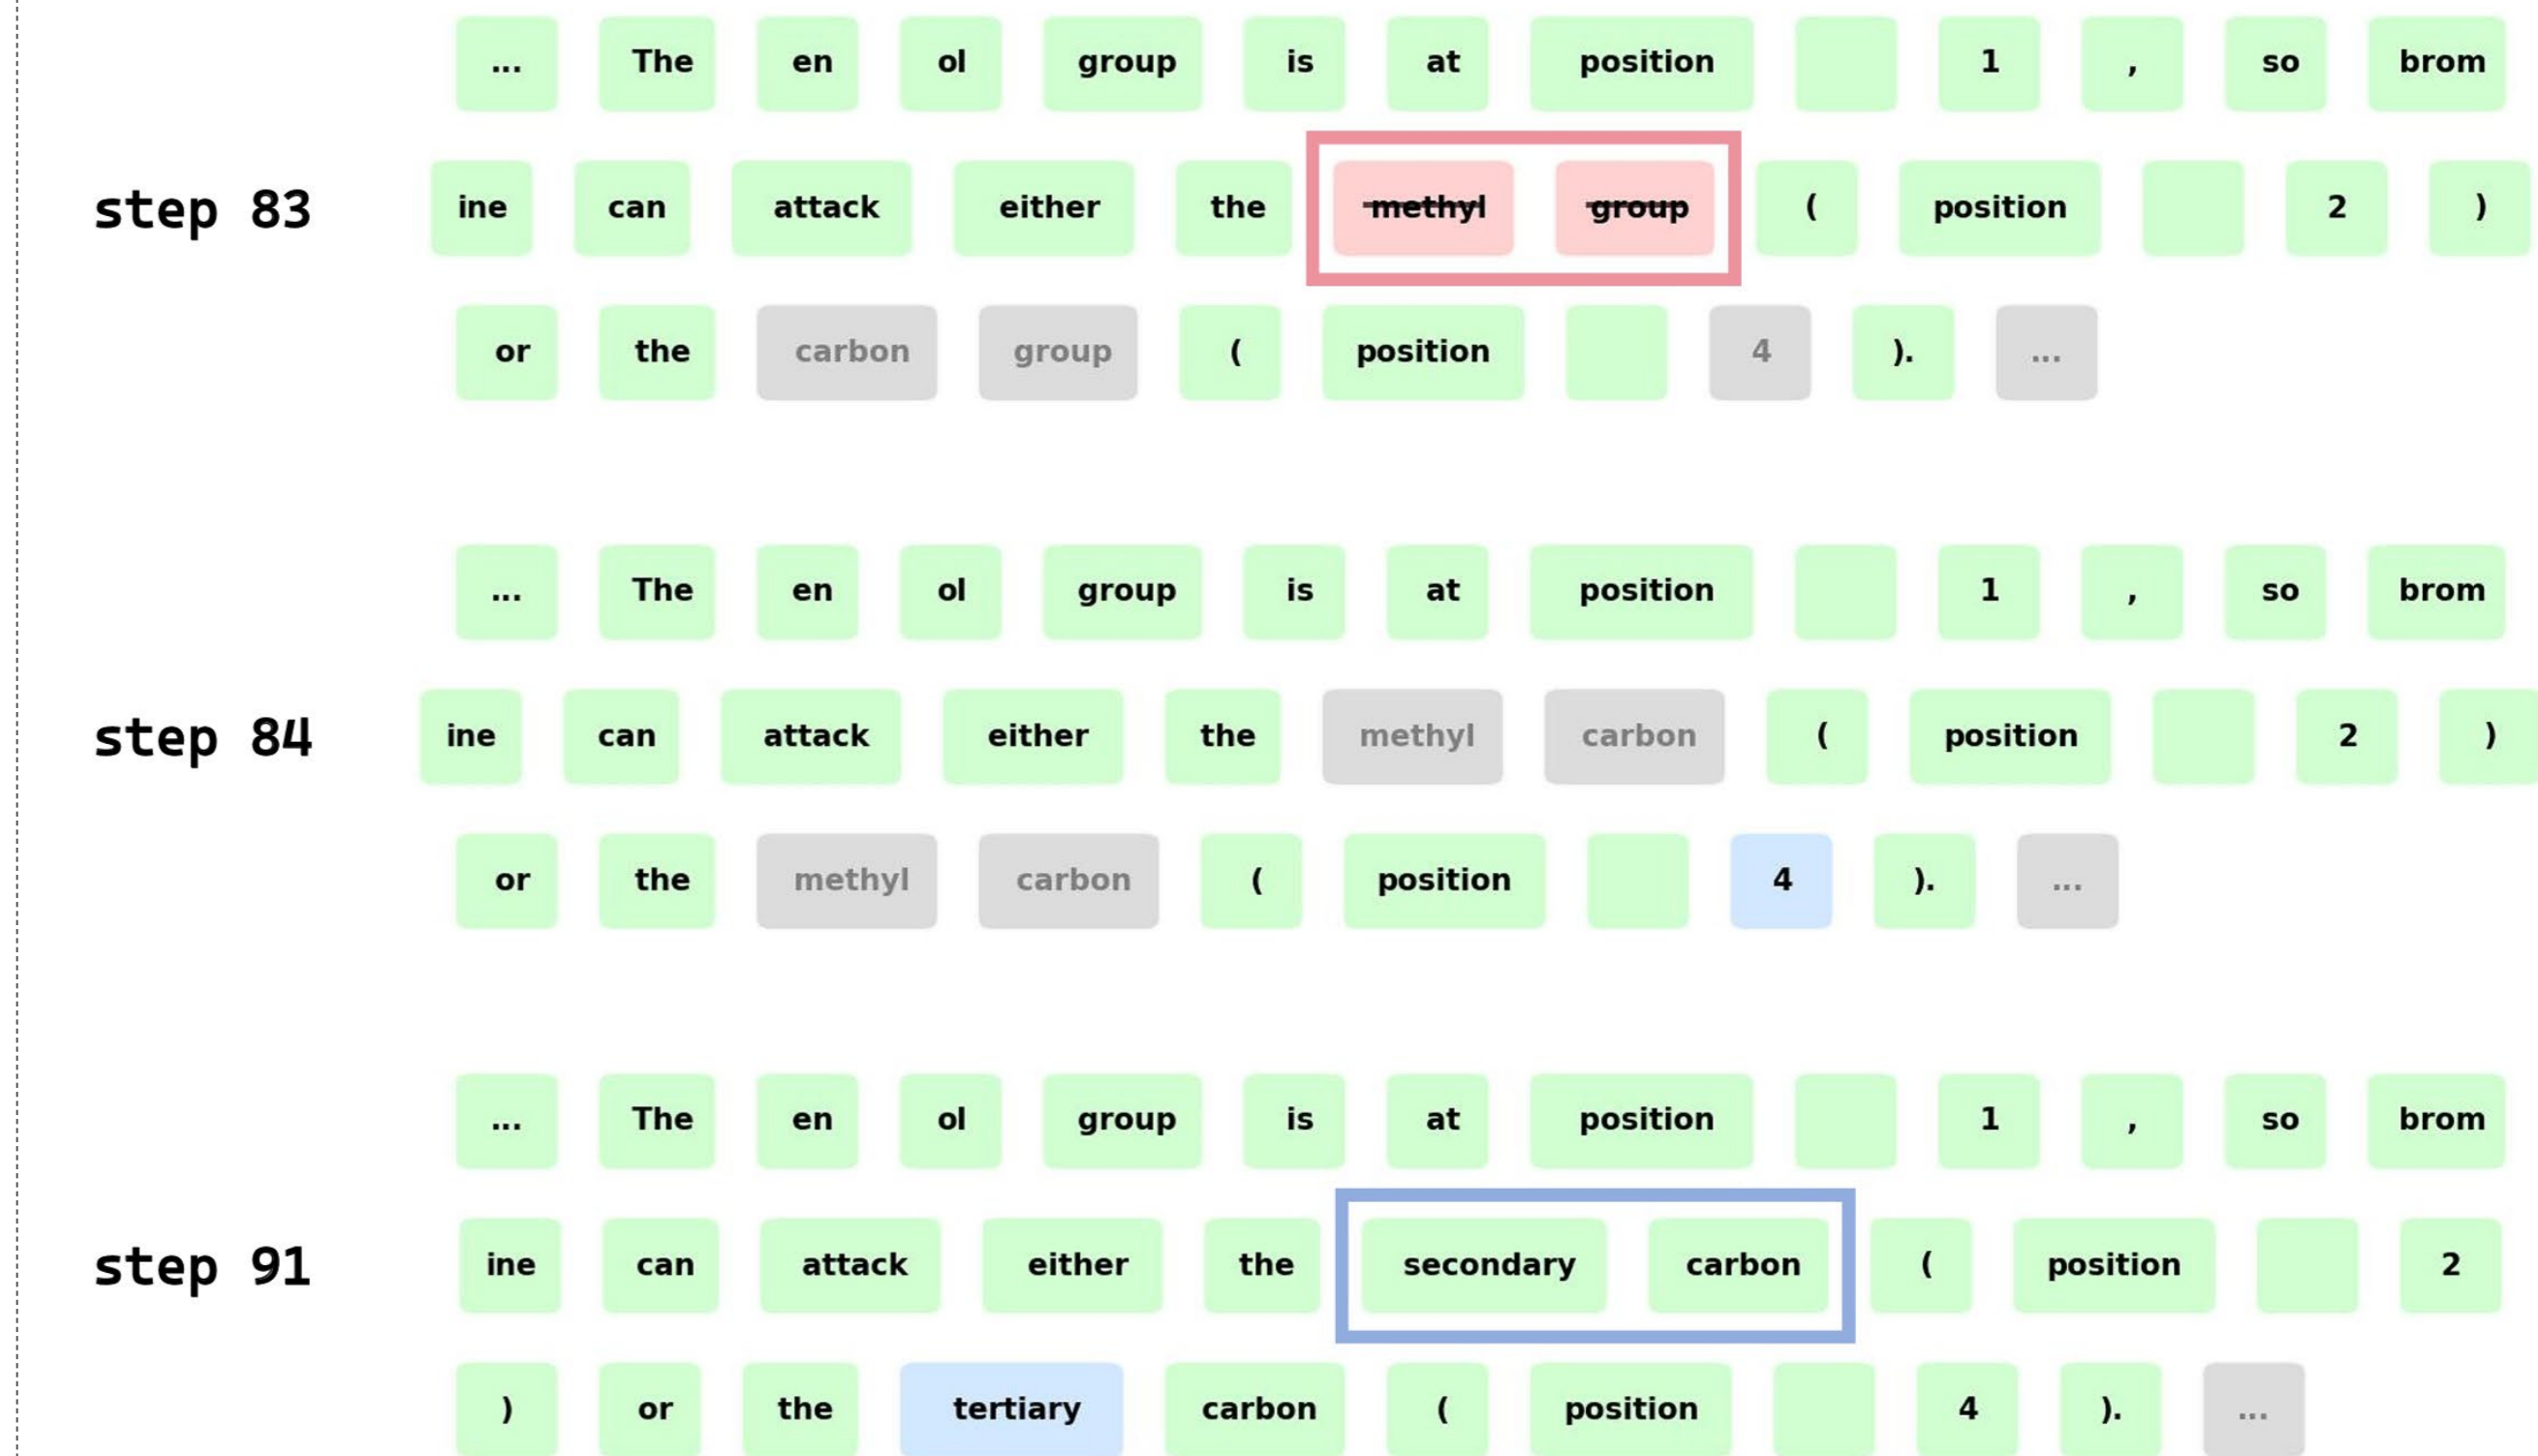 ... The en ol group is at position 1 , so brom
step 83 ine can attack either the methyl group ( position 2 )
or the carbon group ( position 4 ). ...
... The en ol group is at position 1 , so brom
step 84 ine can attack either the methyl carbon ( position 2 )
or the methyl carbon ( position 4 ). ...
... The en ol group is at position 1 , so brom
step 91 ine can attack either the secondary carbon ( position 2
) or the tertiary carbon ( position 4 ). ...